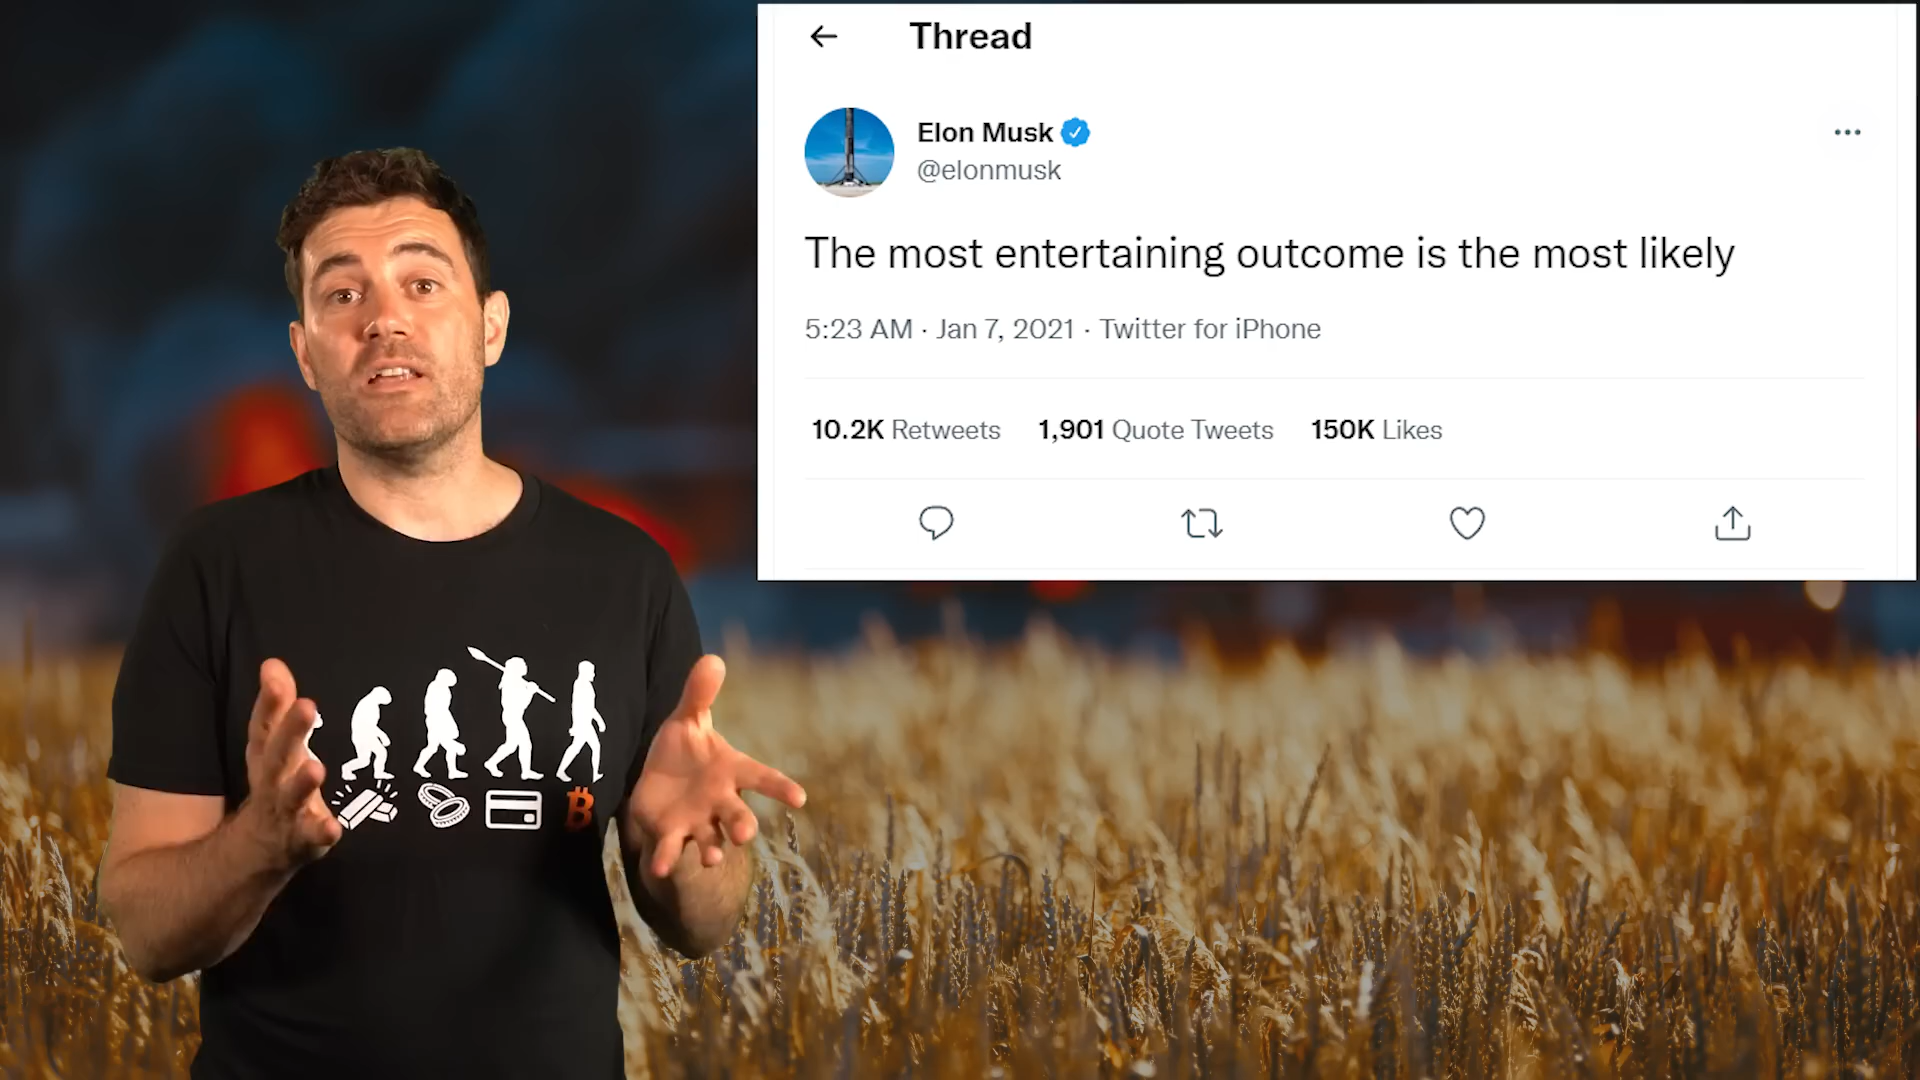 Thread
Elon Musk
@elonmusk
The most entertaining outcome is the most likely
5:23 AM · Jan 7, 2021 · Twitter for iPhone
10.2K Retweets 1,901 Quote Tweets 150K Likes